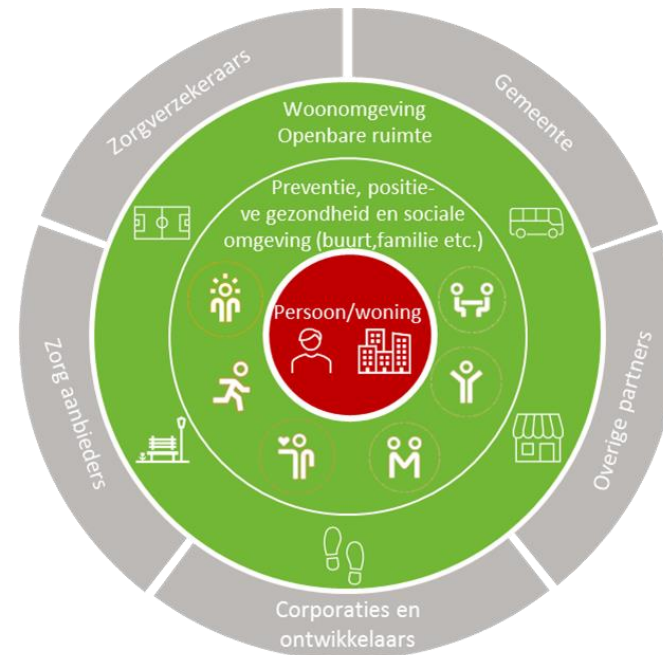 Zorgverzekeraars
Gemeente
Woonomgeving
Openbare ruimte
Preventie, positie-
ve gezondheid en sociale
omgeving (buurt,familie etc.)
Persoon/woning
Zorg aanbieders
Overige partners
Corporaties en
ontwikkelaars